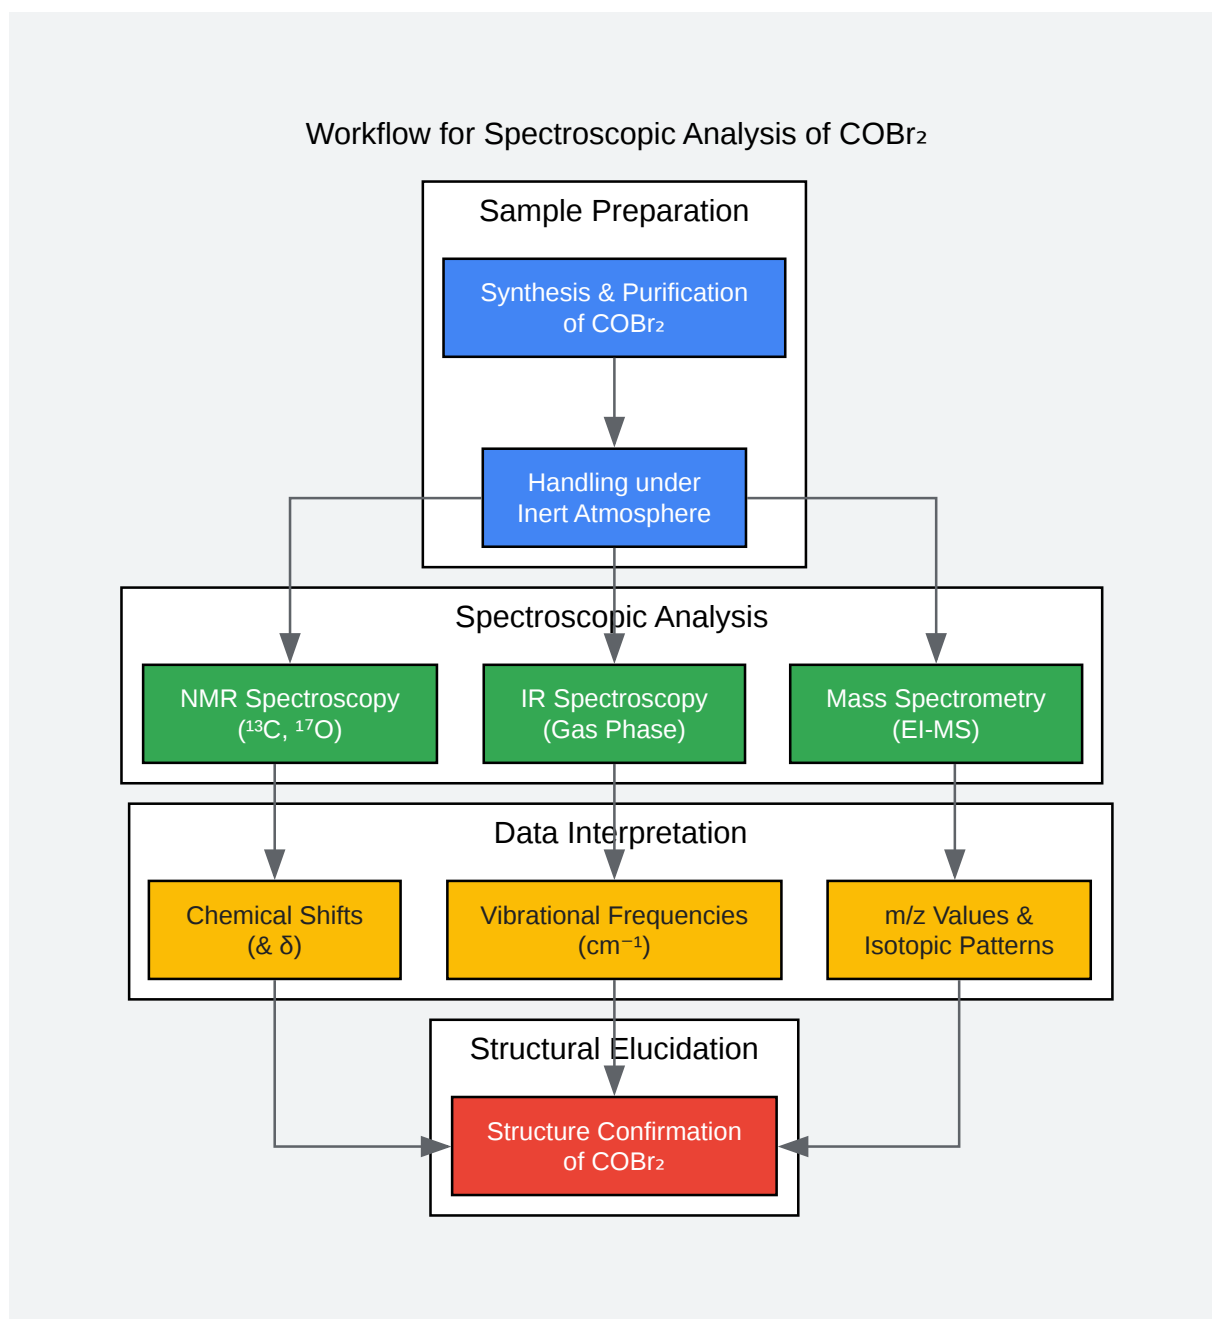 Workflow for Spectroscopic Analysis of COBr₂
Sample Preparation
Synthesis & Purification
of COBr₂
Handling under
Inert Atmosphere
Spectroscopic Analysis
NMR Spectroscopy
(¹³C, ¹⁷O)
IR Spectroscopy
(Gas Phase)
Mass Spectrometry
(EI-MS)
Data Interpretation
Chemical Shifts
(& δ)
Vibrational Frequencies
(cm⁻¹)
m/z Values &
Isotopic Patterns
Structural Elucidation
Structure Confirmation
of COBr₂